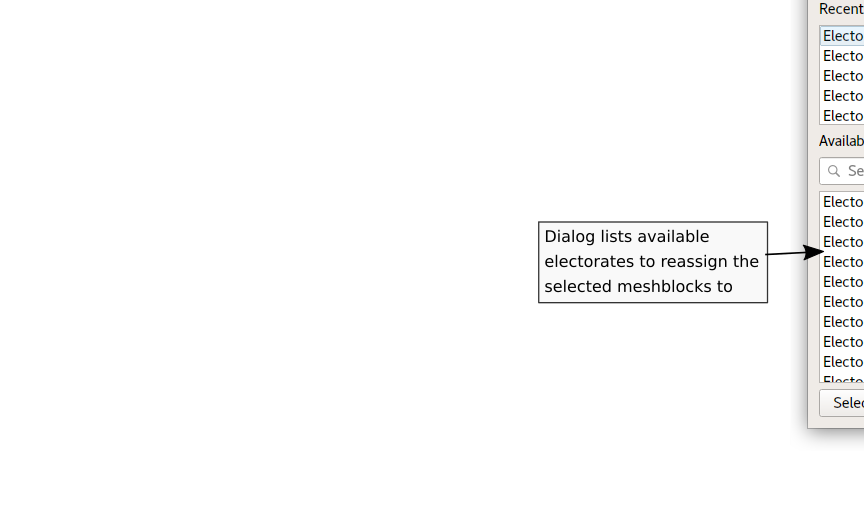 Recent
Electo
Electo
Electo
Electo
Electo
Availab
Se
Electo
Electo
Electo
Electo
Electo
Electo
Electo
Electo
Electo
Electo
Selec
Dialog lists available
electorates to reassign the
selected meshblocks to